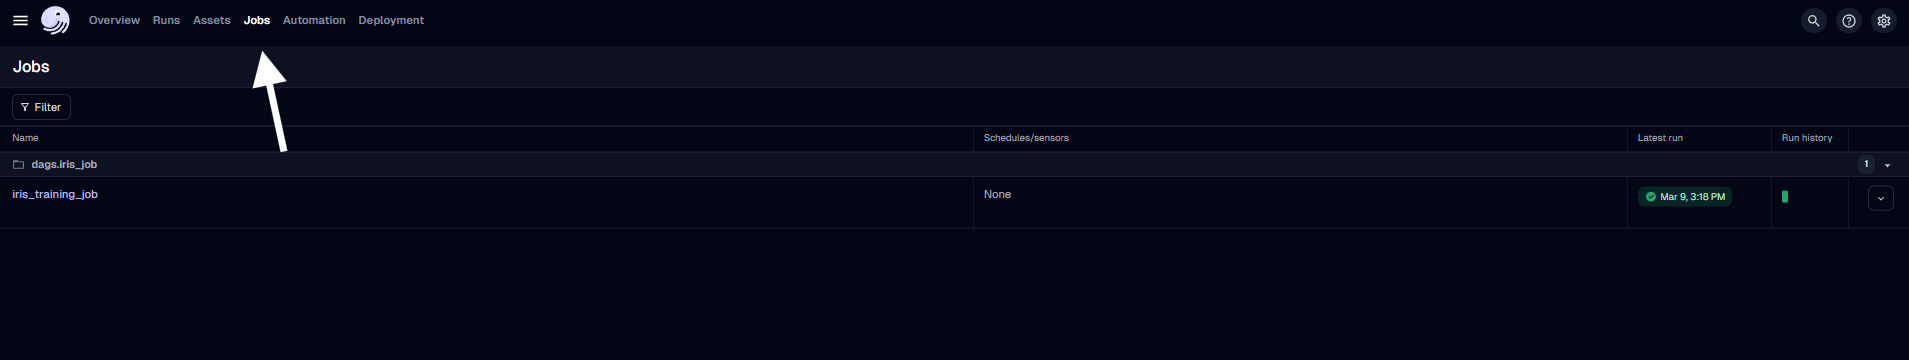 Overview Runs Assets Jobs Automation Deployment
Jobs
Filter
Name Schedules/sensors Latest run Run history
dags.iris_job 1
iris_training_job None Mar 9, 3:18 PM